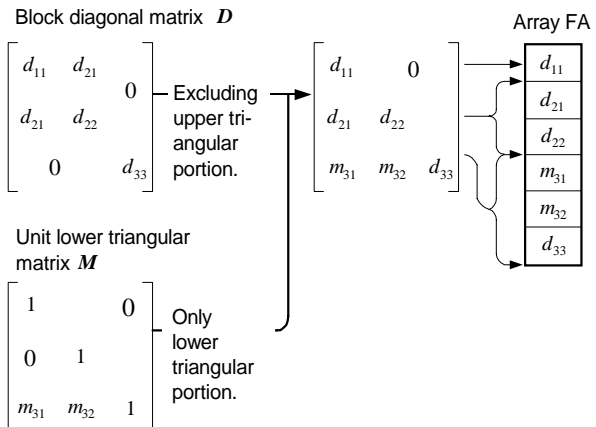 Block diagonal matrix D
Array FA
d11 d21
0
d21 d22
0 d33
Excluding
upper tri-
angular
portion.
d11 0
d21 d22
m31 m32 d33
d11
d21
d22
m31
m32
d33
Unit lower triangular
matrix M
1 0
0 1
m31 m32 1
Only
lower
triangular
portion.